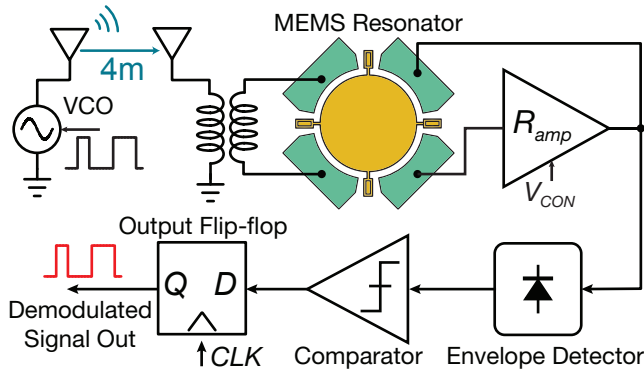 MEMS Resonator
4m
VCO
R_amp
V_CON
Output Flip-flop
Q D
CLK
Demodulated
Signal Out
Comparator
Envelope Detector